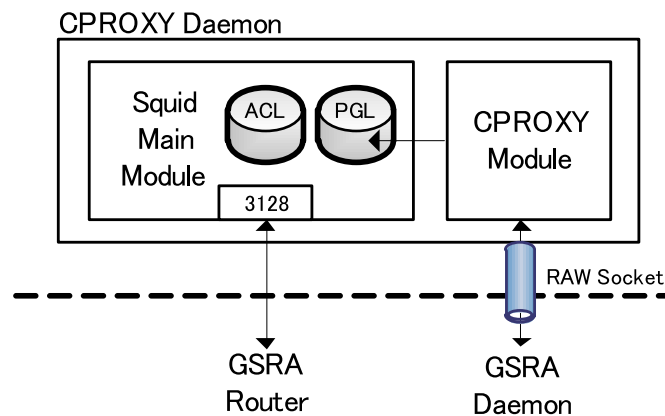 CPROXY Daemon
Squid
Main
Module
ACL
PGL
CPROXY
Module
3128
RAW Socket
GSRA
Router
GSRA
Daemon